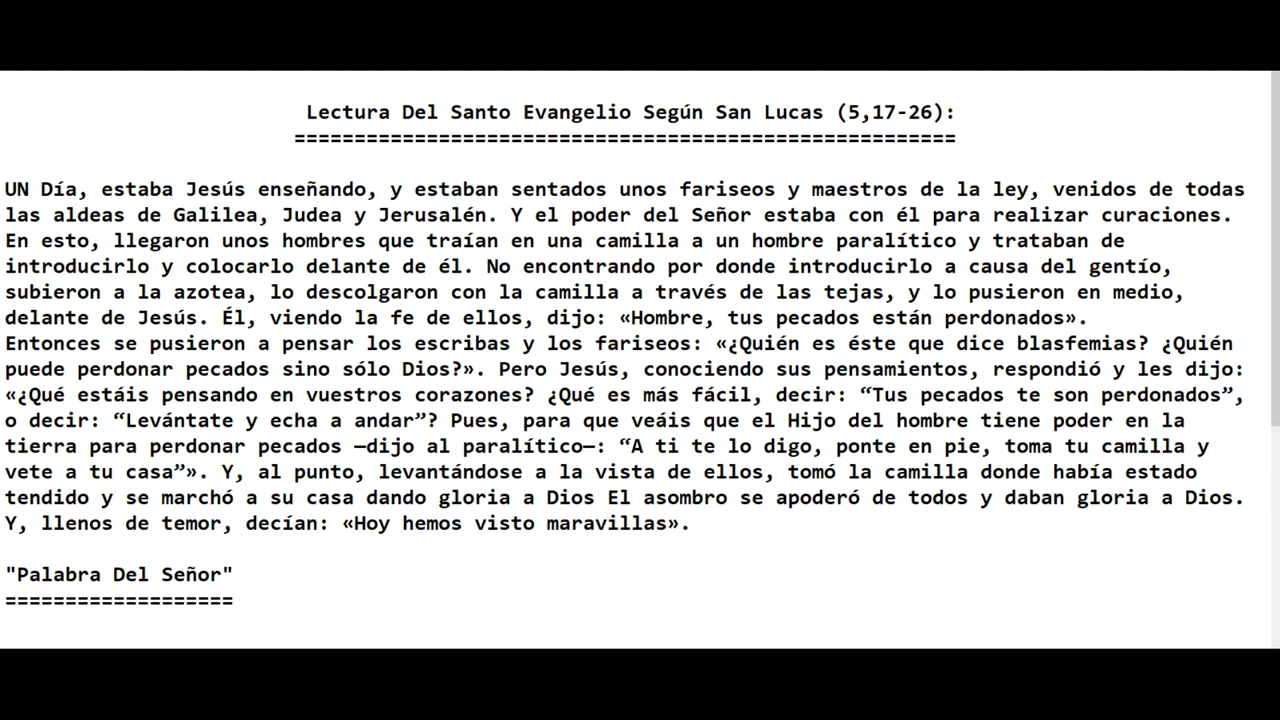 Lectura Del Santo Evangelio Según San Lucas (5,17-26):
=======================================================
UN Día, estaba Jesús enseñando, y estaban sentados unos fariseos y maestros de la ley, venidos de todas
las aldeas de Galilea, Judea y Jerusalén. Y el poder del Señor estaba con él para realizar curaciones.
En esto, llegaron unos hombres que traían en una camilla a un hombre paralítico y trataban de
introducirlo y colocarlo delante de él. No encontrando por donde introducirlo a causa del gentío,
subieron a la azotea, lo descolgaron con la camilla a través de las tejas, y lo pusieron en medio,
delante de Jesús. Él, viendo la fe de ellos, dijo: «Hombre, tus pecados están perdonados».
Entonces se pusieron a pensar los escribas y los fariseos: «¿Quién es éste que dice blasfemias? ¿Quién
puede perdonar pecados sino sólo Dios?». Pero Jesús, conociendo sus pensamientos, respondió y les dijo:
«¿Qué estáis pensando en vuestros corazones? ¿Qué es más fácil, decir: “Tus pecados te son perdonados”,
o decir: “Levántate y echa a andar”? Pues, para que veáis que el Hijo del hombre tiene poder en la
tierra para perdonar pecados —dijo al paralítico—: “A ti te lo digo, ponte en pie, toma tu camilla y
vete a tu casa”». Y, al punto, levantándose a la vista de ellos, tomó la camilla donde había estado
tendido y se marchó a su casa dando gloria a Dios El asombro se apoderó de todos y daban gloria a Dios.
Y, llenos de temor, decían: «Hoy hemos visto maravillas».
"Palabra Del Señor"
===================